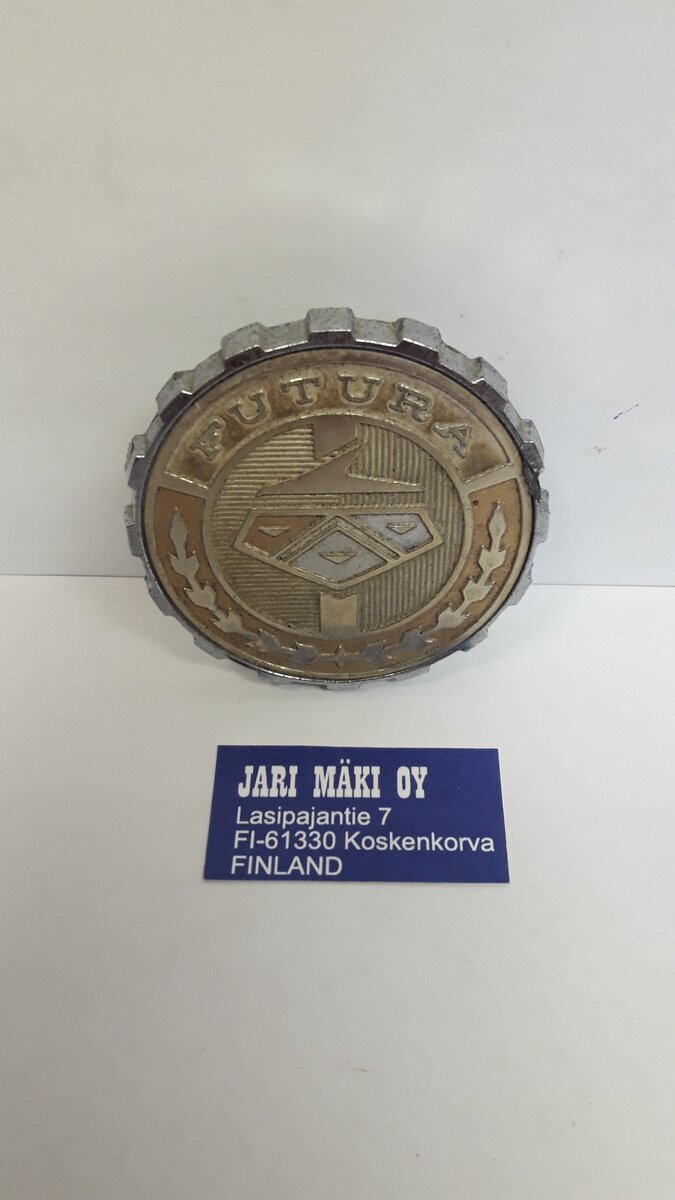 FUTURA
JARI MÄKI OY
Lasipajantie 7
FI-61330 Koskenkorva
FINLAND